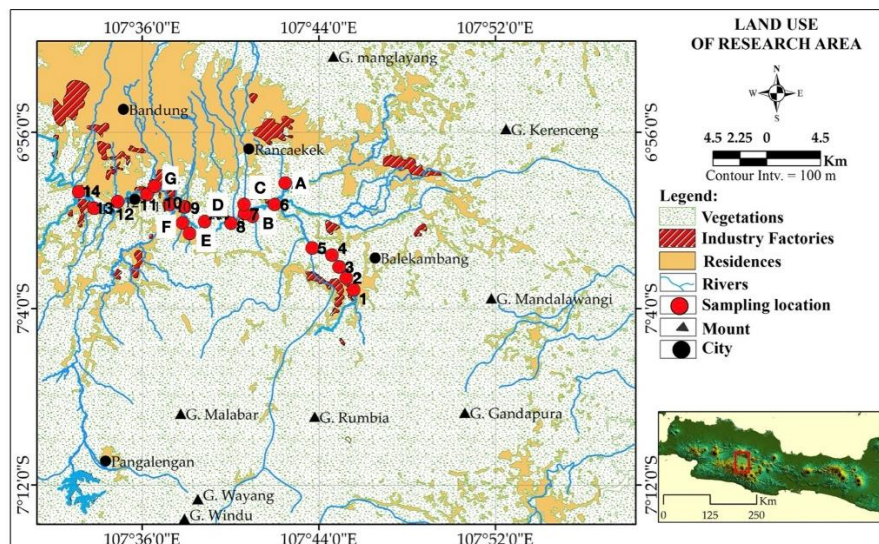 107°36'0"E 107°44'0"E 107°52'0"E
LAND USE
OF RESEARCH AREA
N
W E
S
4.5 2.25 0 4.5
Km
Contour Intv. = 100 m
Legend:
Vegetations
Industry Factories
Residences
Rivers
Sampling location
Mount
City
G. manglayang
Bandung
G. Kerenceng
Rancaekek
6°56'0"S
6°56'0"S
A
G
C
D
14
11
10
9
6
13
12
7
B
F
8
E
5
4
Balekambang
3
2
1
7°4'0"S
7°4'0"S
G. Mandalawangi
G. Malabar
G. Rumbia
G. Gandapura
Pangalengan
7°12'0"S
7°12'0"S
G. Wayang
G. Windu
107°36'0"E 107°44'0"E 107°52'0"E
Km
0 125 250